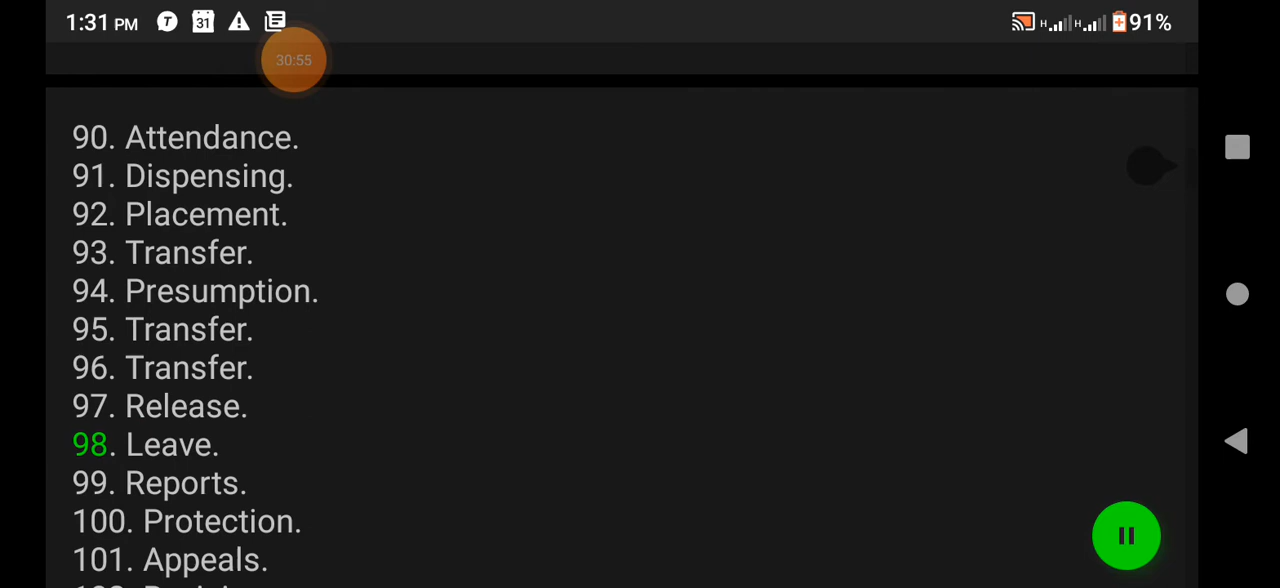 1:31 PM T 31 H H 91%
30:55
90. Attendance.
91. Dispensing.
92. Placement.
93. Transfer.
94. Presumption.
95. Transfer.
96. Transfer.
97. Release.
98. Leave.
99. Reports.
100. Protection.
101. Appeals.